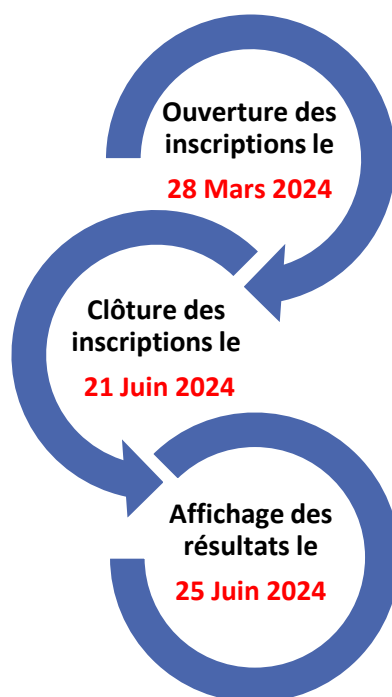 Ouverture des
inscriptions le
28 Mars 2024
Clôture des
inscriptions le
21 Juin 2024
Affichage des
résultats le
25 Juin 2024